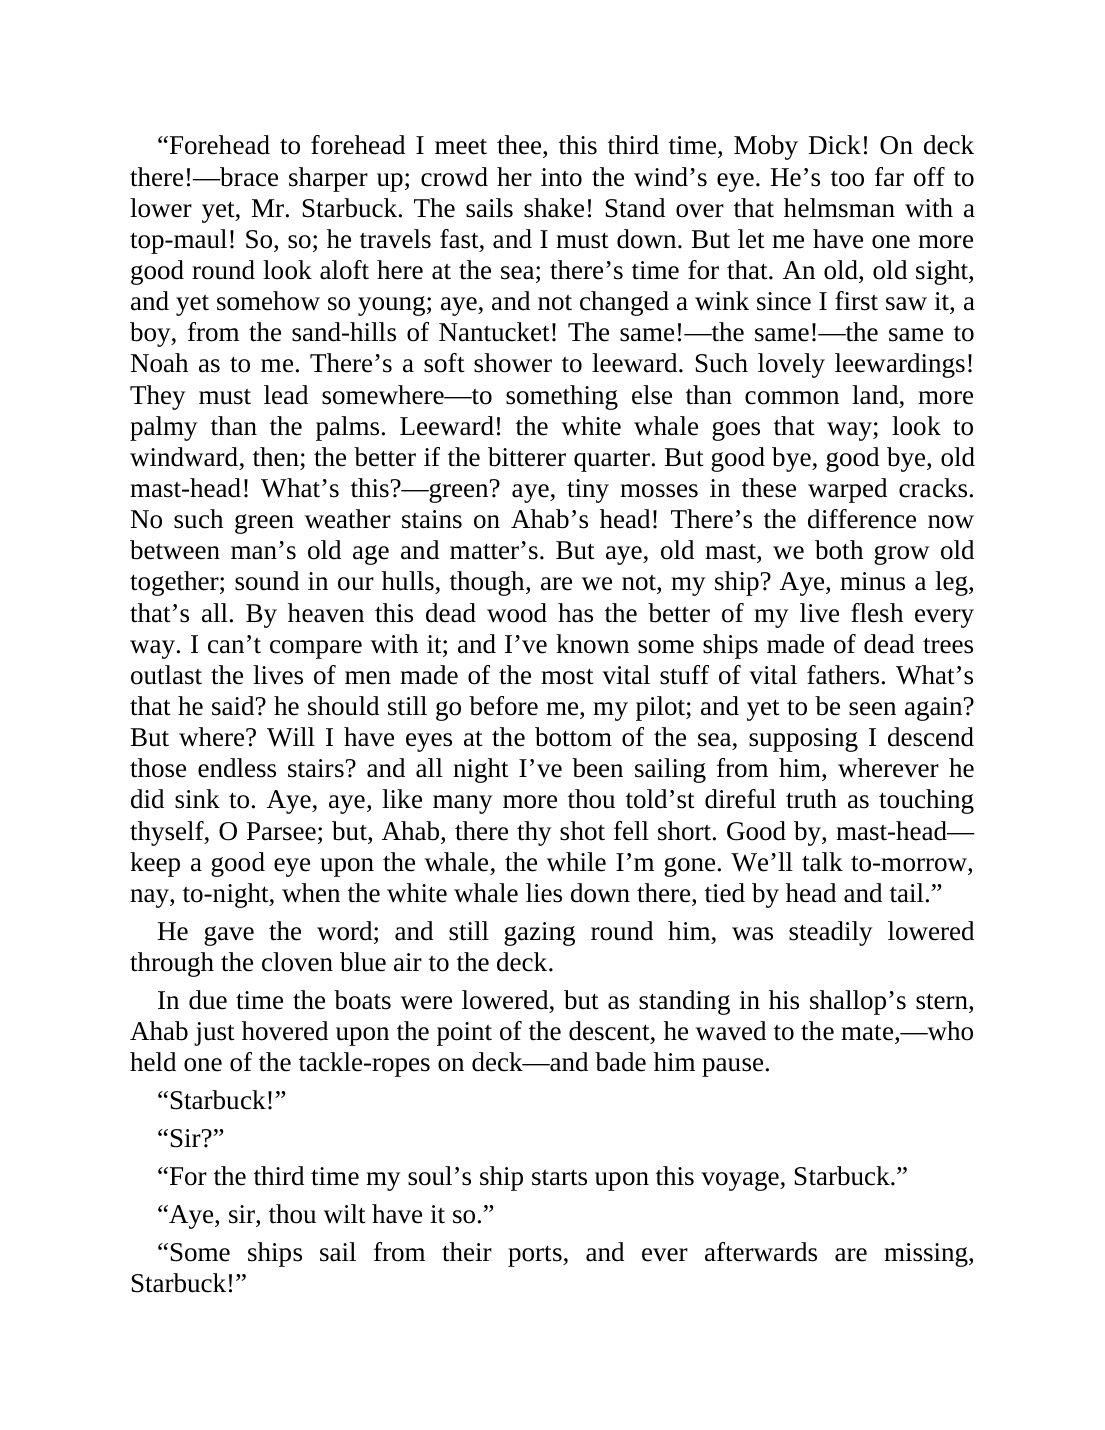 “Forehead to forehead I meet thee, this third time, Moby Dick! On deck
there!—brace sharper up; crowd her into the wind’s eye. He’s too far off to
lower yet, Mr. Starbuck. The sails shake! Stand over that helmsman with a
top-maul! So, so; he travels fast, and I must down. But let me have one more
good round look aloft here at the sea; there’s time for that. An old, old sight,
and yet somehow so young; aye, and not changed a wink since I first saw it, a
boy, from the sand-hills of Nantucket! The same!—the same!—the same to
Noah as to me. There’s a soft shower to leeward. Such lovely leewardings!
They must lead somewhere—to something else than common land, more
palmy than the palms. Leeward! the white whale goes that way; look to
windward, then; the better if the bitterer quarter. But good bye, good bye, old
mast-head! What’s this?—green? aye, tiny mosses in these warped cracks.
No such green weather stains on Ahab’s head! There’s the difference now
between man’s old age and matter’s. But aye, old mast, we both grow old
together; sound in our hulls, though, are we not, my ship? Aye, minus a leg,
that’s all. By heaven this dead wood has the better of my live flesh every
way. I can’t compare with it; and I’ve known some ships made of dead trees
outlast the lives of men made of the most vital stuff of vital fathers. What’s
that he said? he should still go before me, my pilot; and yet to be seen again?
But where? Will I have eyes at the bottom of the sea, supposing I descend
those endless stairs? and all night I’ve been sailing from him, wherever he
did sink to. Aye, aye, like many more thou told’st direful truth as touching
thyself, O Parsee; but, Ahab, there thy shot fell short. Good by, mast-head—
keep a good eye upon the whale, the while I’m gone. We’ll talk to-morrow,
nay, to-night, when the white whale lies down there, tied by head and tail.”
He gave the word; and still gazing round him, was steadily lowered
through the cloven blue air to the deck.
In due time the boats were lowered, but as standing in his shallop’s stern,
Ahab just hovered upon the point of the descent, he waved to the mate,—who
held one of the tackle-ropes on deck—and bade him pause.
“Starbuck!”
“Sir?”
“For the third time my soul’s ship starts upon this voyage, Starbuck.”
“Aye, sir, thou wilt have it so.”
“Some ships sail from their ports, and ever afterwards are missing,
Starbuck!”